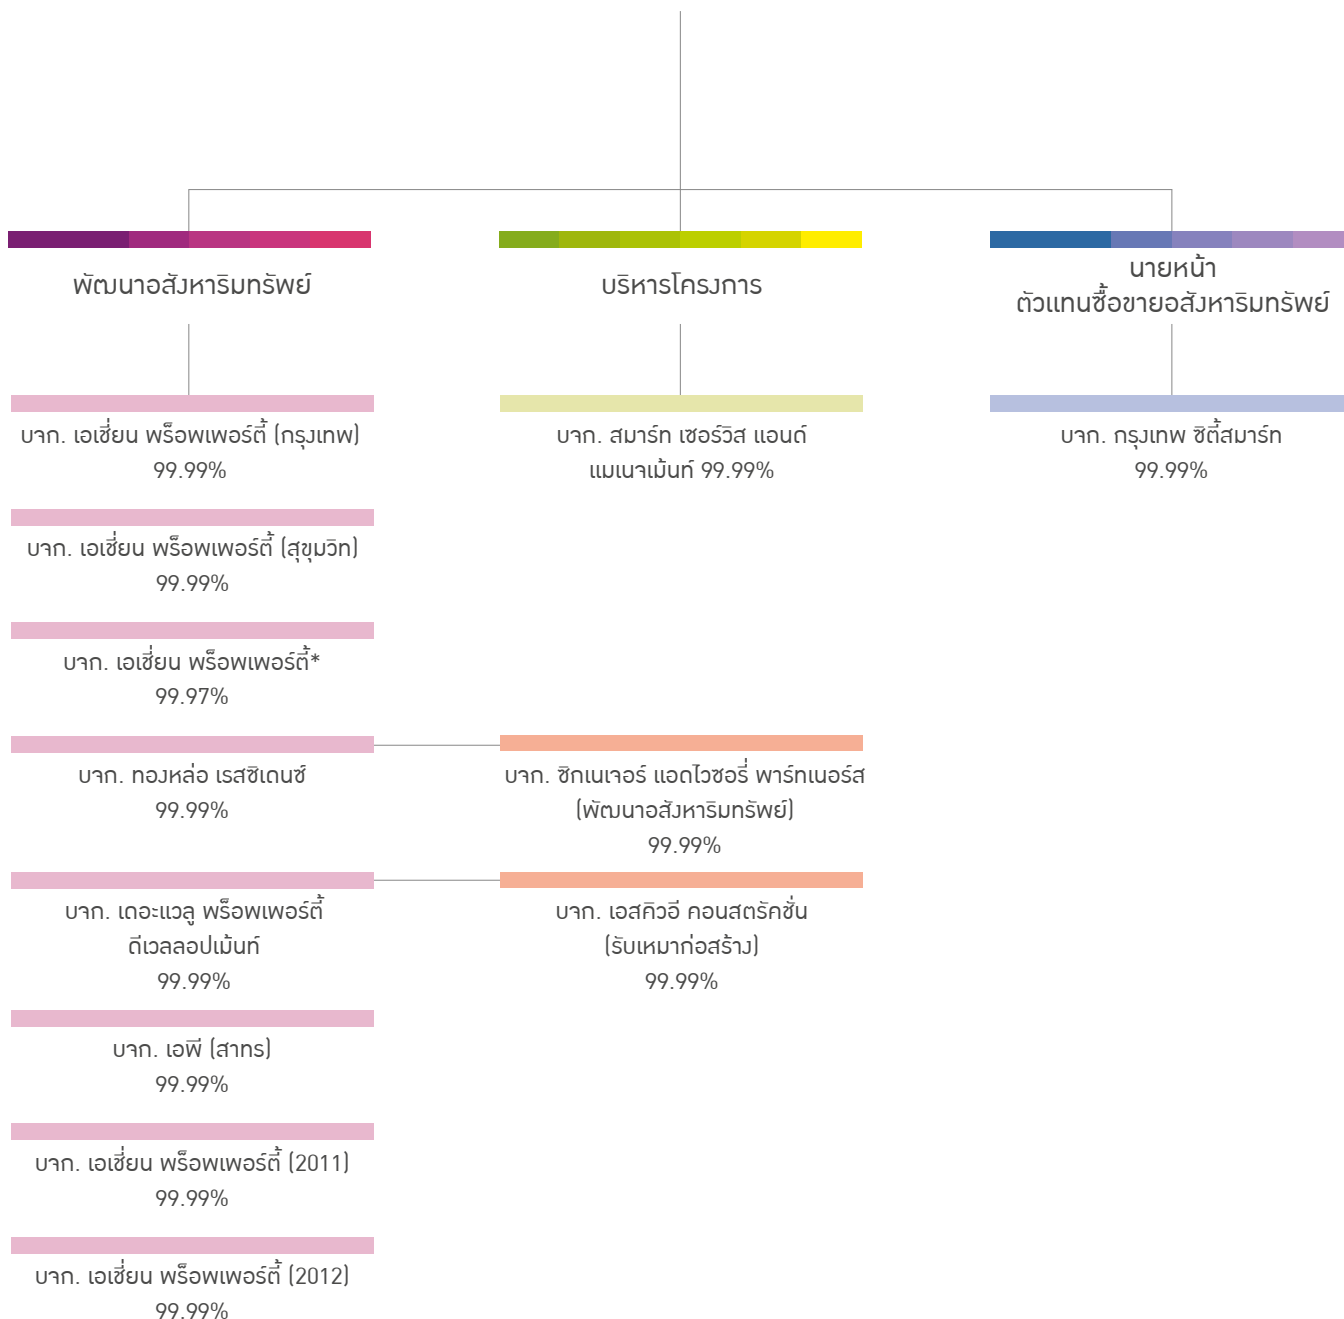 พัฒนาอสังหาริมทรัพย์
บริหารโครงการ
นายหน้า
ตัวแทนซื้อขายอสังหาริมทรัพย์
บจก. เอเชี่ยน พร็อพเพอร์ตี้ (กรุงเทพ)
99.99%
บจก. เอเชี่ยน พร็อพเพอร์ตี้ (สุขุมวิท)
99.99%
บจก. เอเชี่ยน พร็อพเพอร์ตี้*
99.97%
บจก. ทองหล่อ เรสซิเดนซ์
99.99%
บจก. เดอะแวลู พร็อพเพอร์ตี้
ดีเวลลอปเม้นท์
99.99%
บจก. เอพี (สาทร)
99.99%
บจก. เอเชี่ยน พร็อพเพอร์ตี้ (2011)
99.99%
บจก. เอเชี่ยน พร็อพเพอร์ตี้ (2012)
99.99%
บจก. สมาร์ท เซอร์วิส แอนด์
แมเนจเม้นท์ 99.99%
บจก. ซิกเนเจอร์ แอดไวซอรี่ พาร์ทเนอร์ส
(พัฒนาอสังหาริมทรัพย์)
99.99%
บจก. เอสคิวอี คอนสตรัคชั่น
(รับเหมาก่อสร้าง)
99.99%
บจก. กรุงเทพ ซิตี้สมาร์ท
99.99%